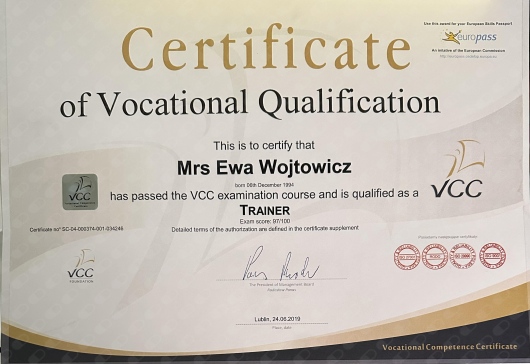 Use this award for your European Skills Passport
europass
An initiative of the European Commission
Certificate
of Vocational Qualification
This is to certify that
Mrs Ewa Wojtowicz
born 06th December 1994
has passed the VCC examination course and is qualified as a
TRAINER
Exam score: 97/100
Detailed terms of the authorization are defined in the certificate supplement
VCC
VCC
Certificate no° SC-04-000374-001-034246
VCC
FOUNDATION
The President of Management Board
Lublin, 24.06.2019
Place, date
Vocational Competence Certificate